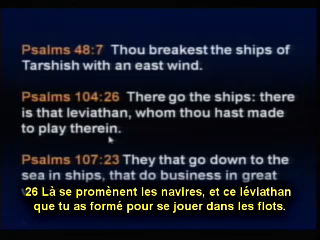 Psalms 48:7 Thou breakest the ships of
Tarshish with an east wind.
Psalms 104:26 There go the ships: there
is that leviathan, whom thou hast made
to play therein.
Psalms 107:23 They that go down to the
sea in ships, that do business in great
26 Là se promènent les navires, et ce léviathan
que tu as formé pour se jouer dans les flots.